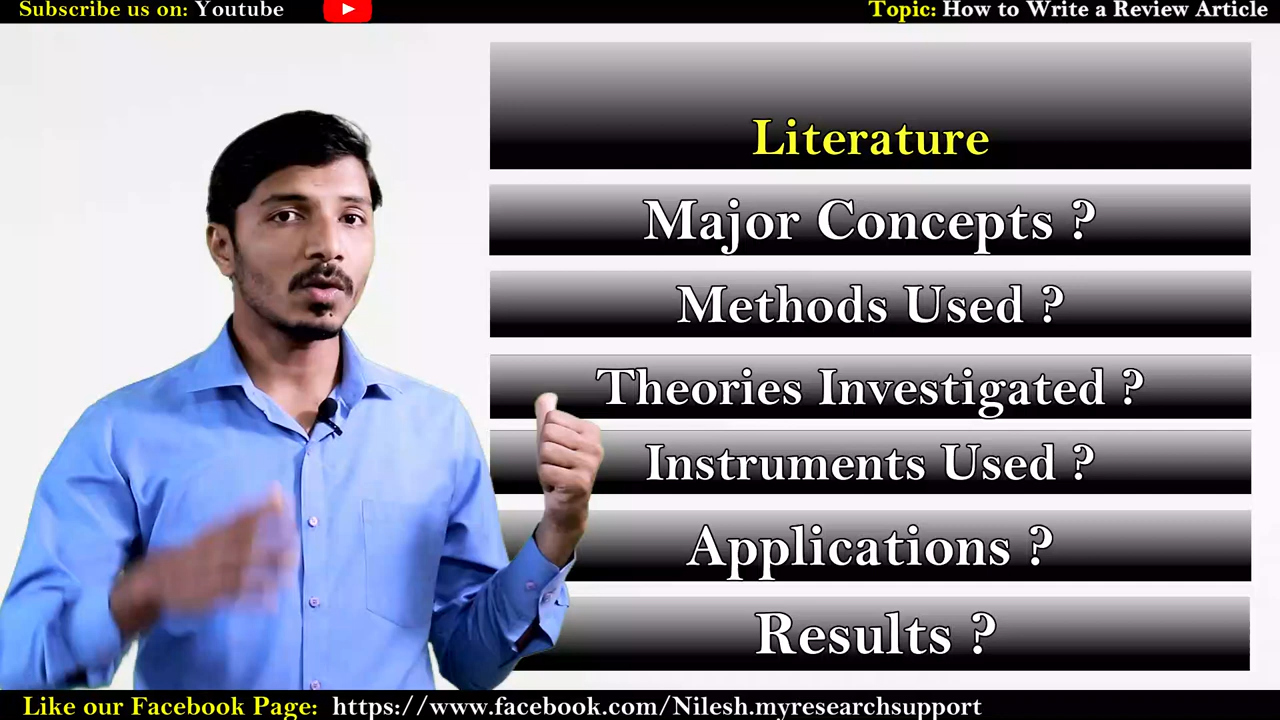 Subscribe us on: Youtube
Topic: How to Write a Review Article
Literature
Major Concepts ?
Methods Used ?
Theories Investigated ?
Instruments Used ?
Applications ?
Results ?
Like our Facebook Page: https://www.facebook.com/Nilesh.myresearchsupport